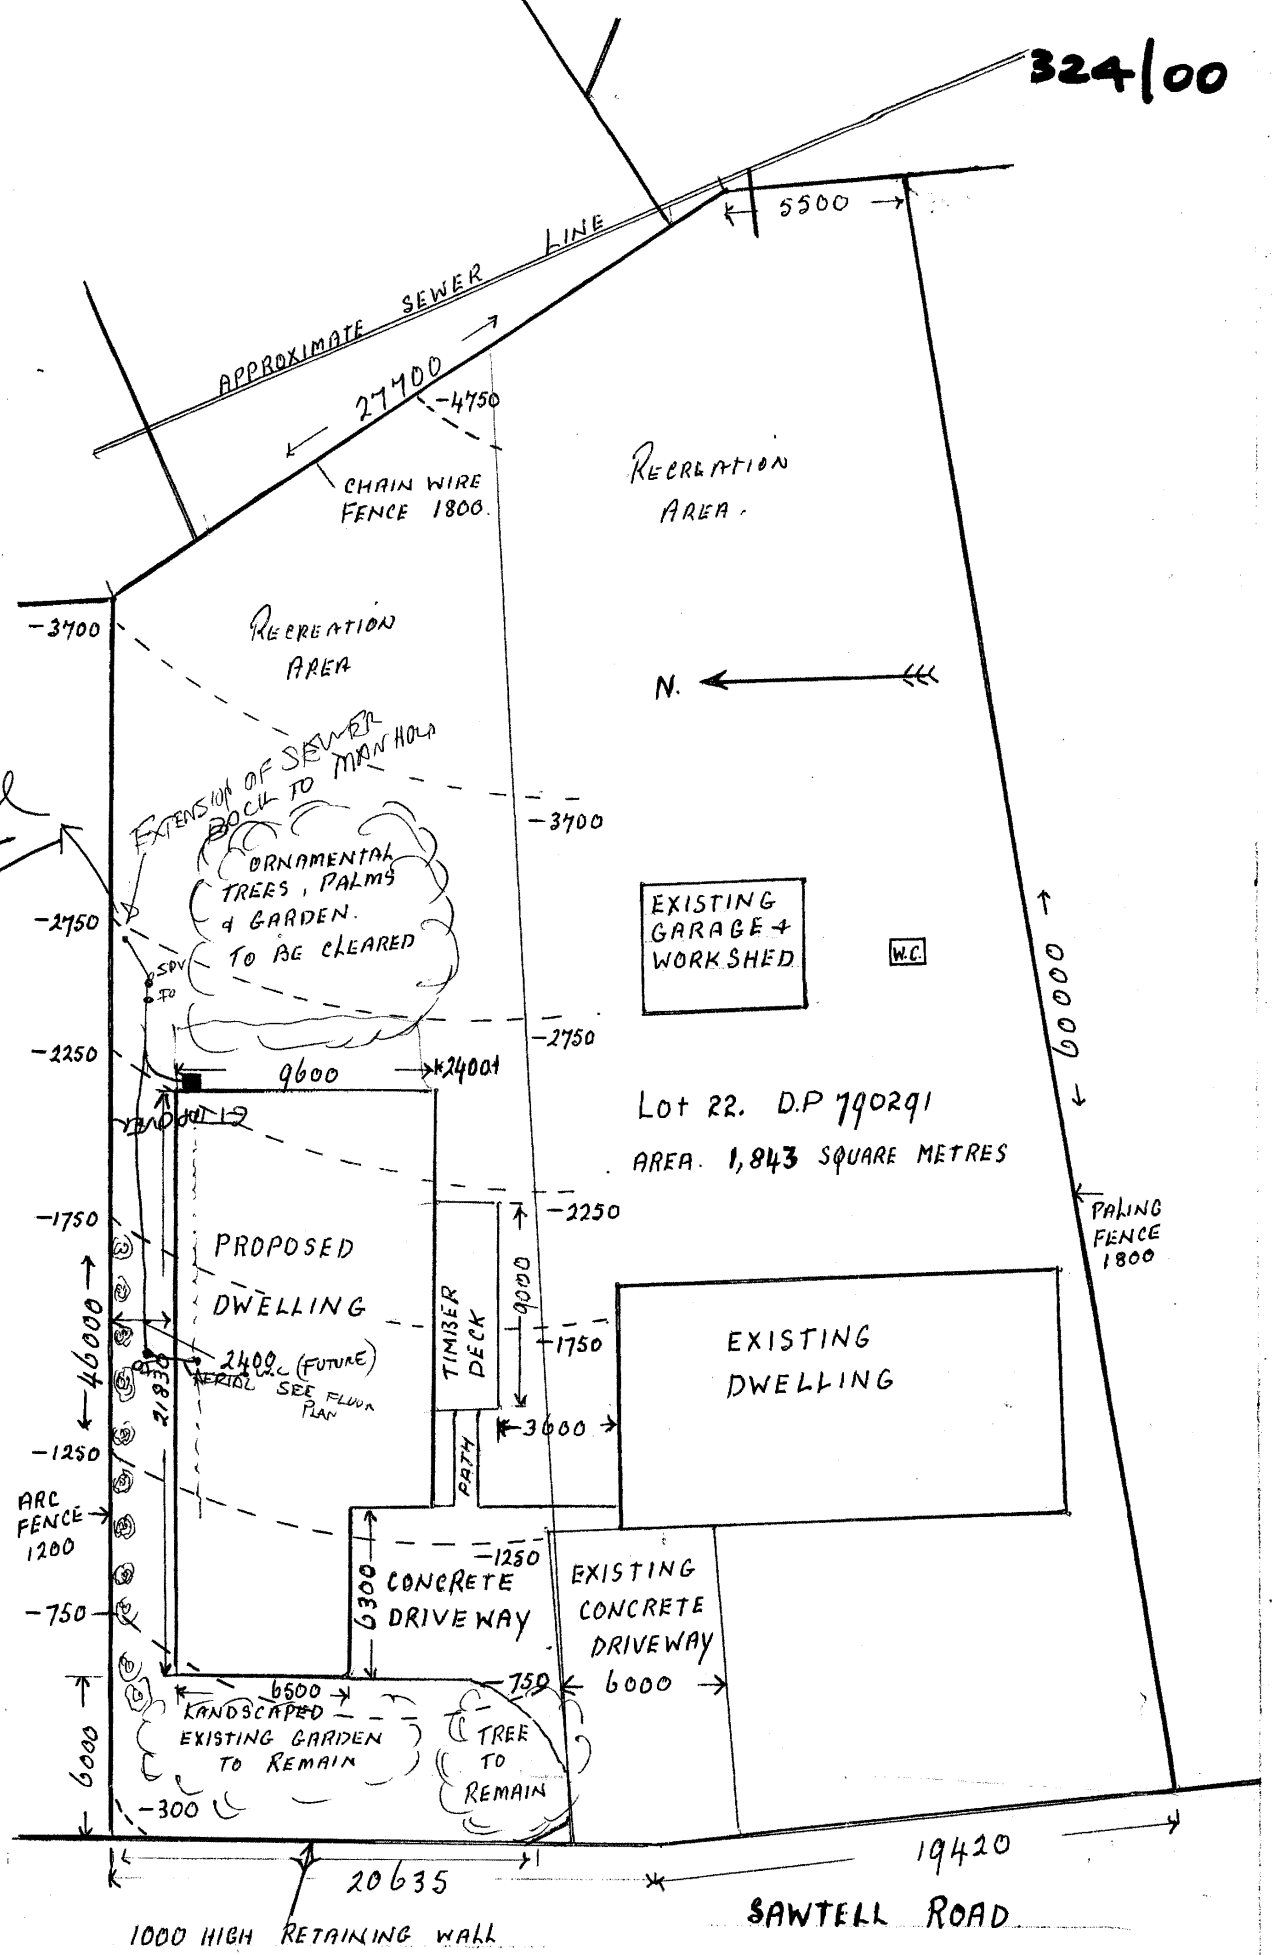 324/00
5500
APPROXIMATE SEWER LINE
27700
-4750
CHAIN WIRE
FENCE 1800.
RECREATION
AREA.
-3700
RECREATION
AREA
N.
EXTENSION OF SEWER
BACK TO MANHOLD
-3700
ORNAMENTAL
TREES, PALMS
& GARDEN.
TO BE CLEARED
-2750
EXISTING
GARAGE +
WORKSHED
W.C.
60000
SDV
-2750
-2250
9600
2400
Lot 22. D.P 790291
AREA. 1,843 SQUARE METRES
-2250
-1750
PALING
FENCE
1800
PROPOSED
DWELLING
TIMBER
DECK
9000
-1750
EXISTING
DWELLING
46000
21830
2400
W.C (FUTURE)
AERIAL SEE FLOOR
PLAN
3600
PATH
-1250
ARC
FENCE
1200
-1250
6300
CONCRETE
DRIVEWAY
EXISTING
CONCRETE
DRIVEWAY
6000
-750
-750
6500
LANDSCAPED
EXISTING GARDEN
TO REMAIN
TREE
TO
REMAIN
6000
-300
20635
19420
SAWTELL ROAD
1000 HIGH RETAINING WALL